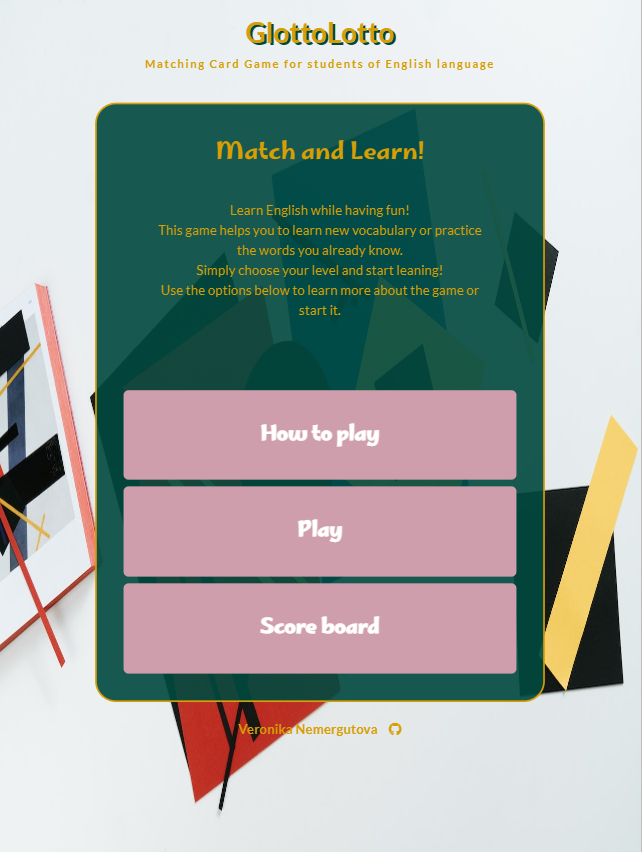 GlottoLotto
Matching Card Game for students of English language
Match and Learn!
Learn English while having fun!
This game helps you to learn new vocabulary or practice
the words you already know.
Simply choose your level and start leaning!
Use the options below to learn more about the game or
start it.
How to play
Play
Score board
Veronika Nemergutova